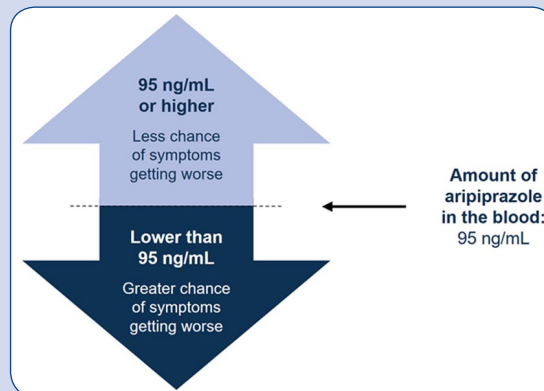 95 ng/mL
or higher
Less chance
of symptoms
getting worse
Lower than
95 ng/mL
Greater chance
of symptoms
getting worse
Amount of
aripiprazole
in the blood:
95 ng/mL